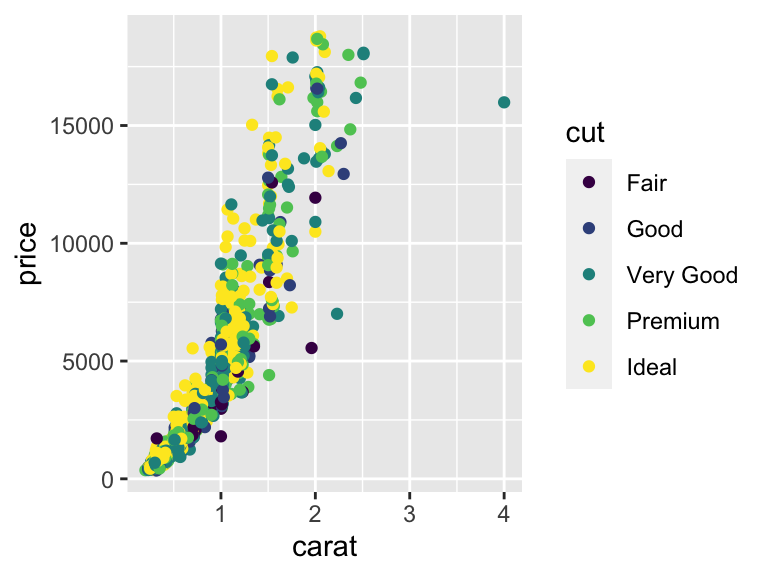 15000
10000
5000
0
price
1 2 3 4
carat
cut
Fair
Good
Very Good
Premium
Ideal